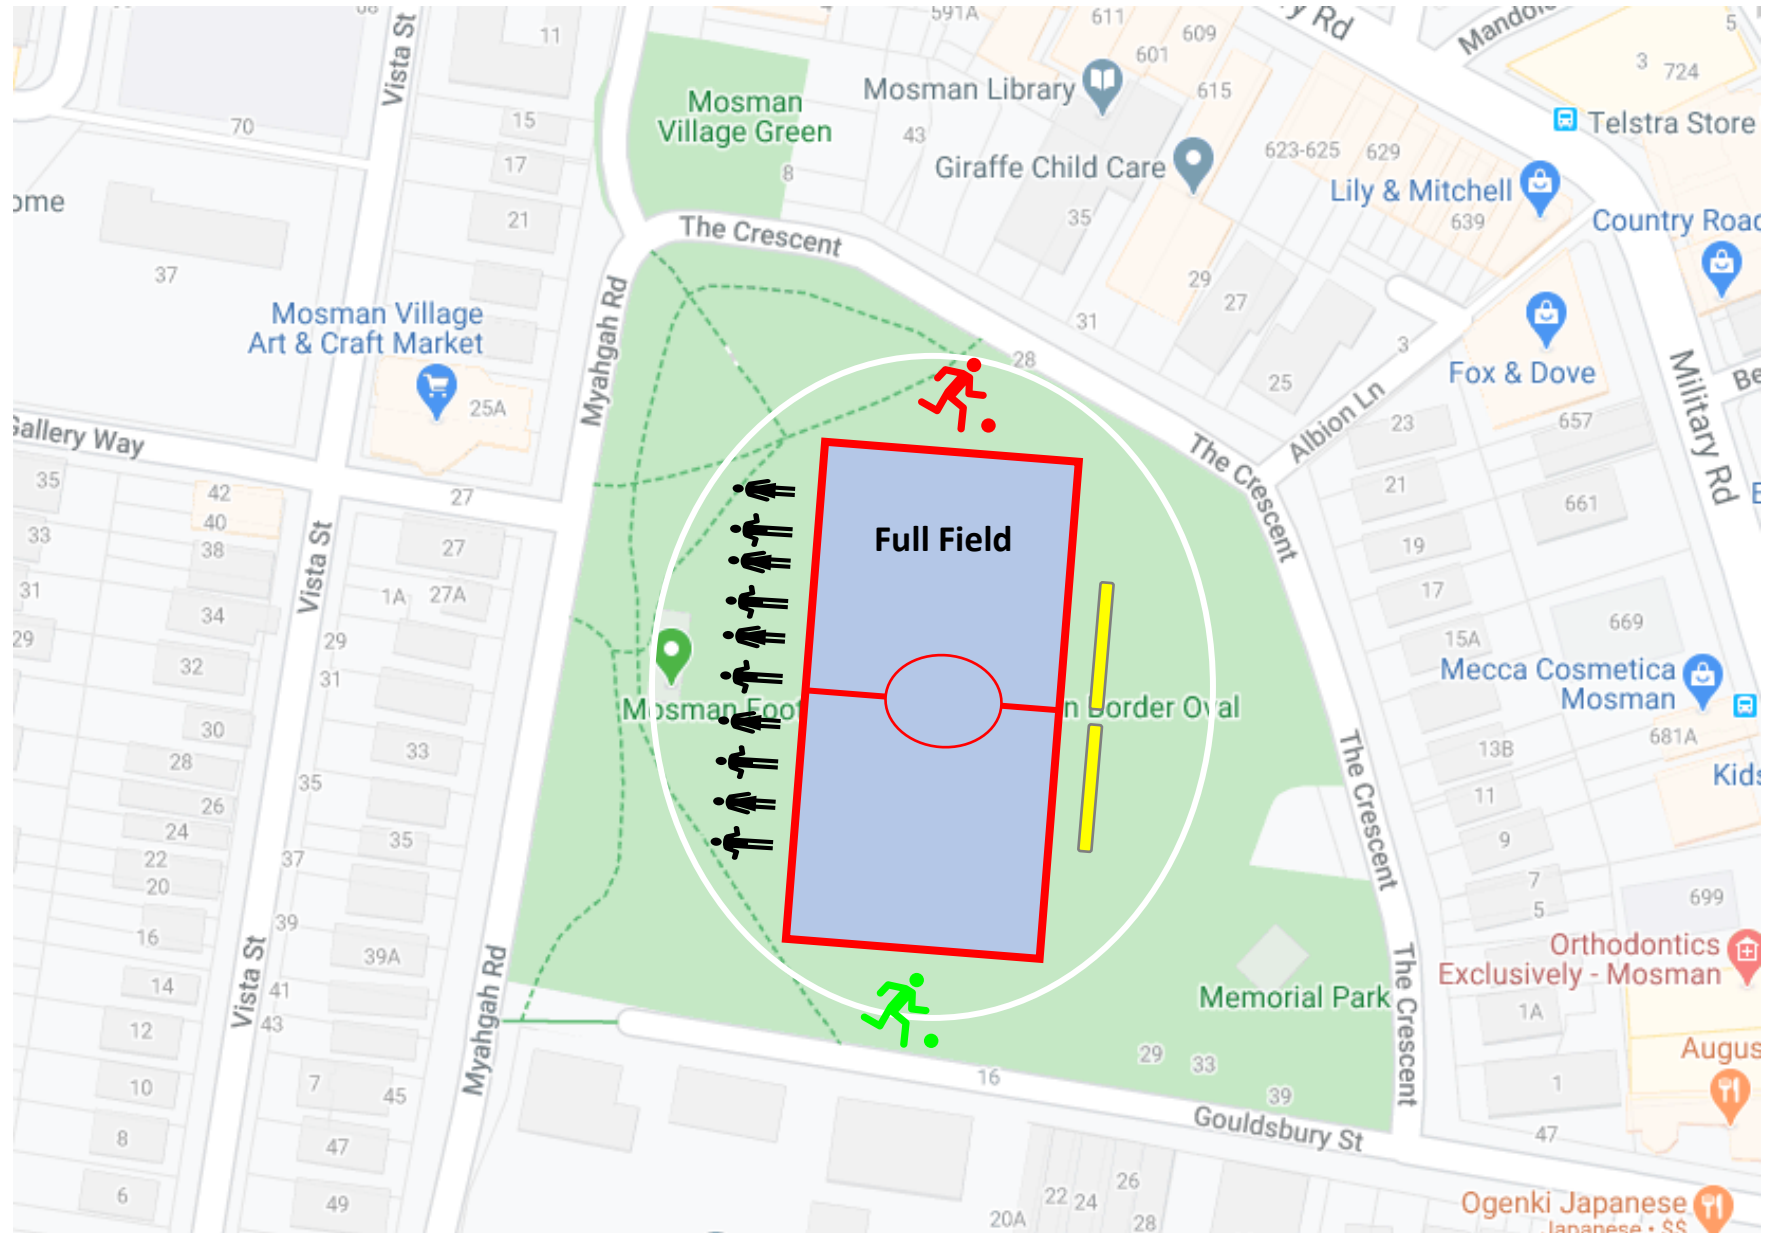 Vista St
68
11
591A
611
609
601
615
y Rd
Mandolo
5
3
724
Telstra Store
Mosman
Village Green
Mosman Library
43
Giraffe Child Care
623-625
629
Lily & Mitchell
639
Country Road
70
15
17
8
21
35
ome
37
The Crescent
29
27
31
28
25
3
Fox & Dove
Military Rd
Be
Mosman Village
Art & Craft Market
25A
Myahgah Rd
Gallery Way
27
The Crescent
Albion Ln
23
657
21
661
35
42
40
33
38
Vista St
27
Full Field
19
31
34
1A
27A
17
29
29
15A
669
32
31
Mecca Cosmetica
Mosman
Mosman Foot
n Border Oval
30
33
13B
681A
28
35
The Crescent
Kids
26
11
24
35
9
22
37
20
7
5
699
16
39
Vista St
39A
Myahgah Rd
Orthodontics
Exclusively - Mosman
14
41
43
Memorial Park
The Crescent
1A
12
Augus
10
7
45
16
29
33
39
1
Gouldsbury St
47
8
47
6
49
20A
22
24
26
28
Ogenki Japanese
Japanese • $$